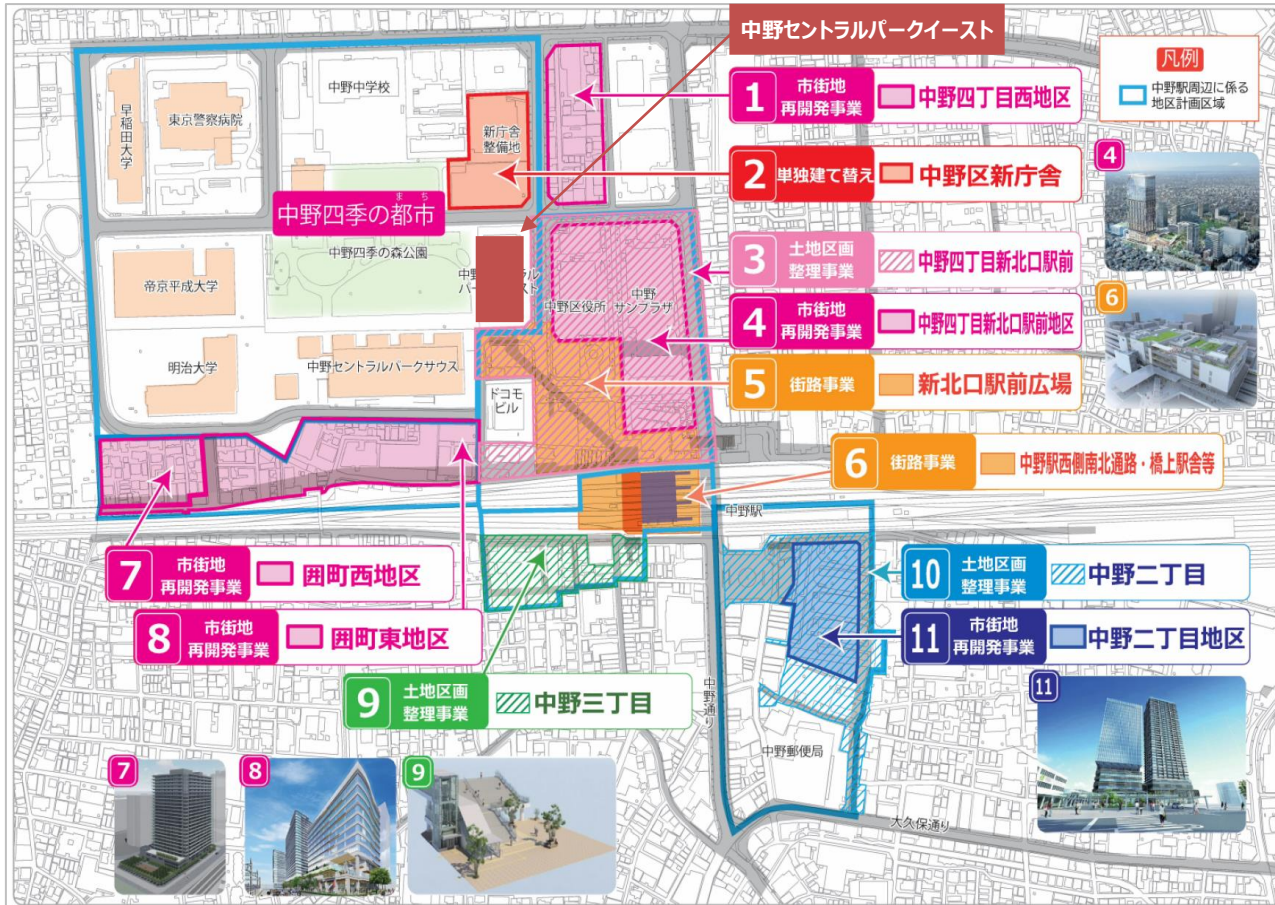 中野セントラルパークイースト
凡例
中野駅周辺に係る
地区計画区域
1
市街地
再開発事業
中野四丁目西地区
2
単独建て替え
中野区新庁舎
3
土地区画
整理事業
中野四丁目新北口駅前
4
市街地
再開発事業
中野四丁目新北口駅前地区
5
街路事業
新北口駅前広場
6
街路事業
中野駅西側南北通路・橋上駅舎等
4
6
早稲田大学
東京警察病院
中野中学校
新庁舎
整備地
まち
中野四季の都市
中野四季の森公園
帝京平成大学
明治大学
中野セントラルパークサウス
中野区役所
中野
サンプラザ
ドコモ
ビル
中野駅
7
市街地
再開発事業
囲町西地区
8
市街地
再開発事業
囲町東地区
9
土地区画
整理事業
中野三丁目
10
土地区画
整理事業
中野二丁目
11
市街地
再開発事業
中野二丁目地区
中野通り
中野郵便局
大久保通り
7
8
9
11